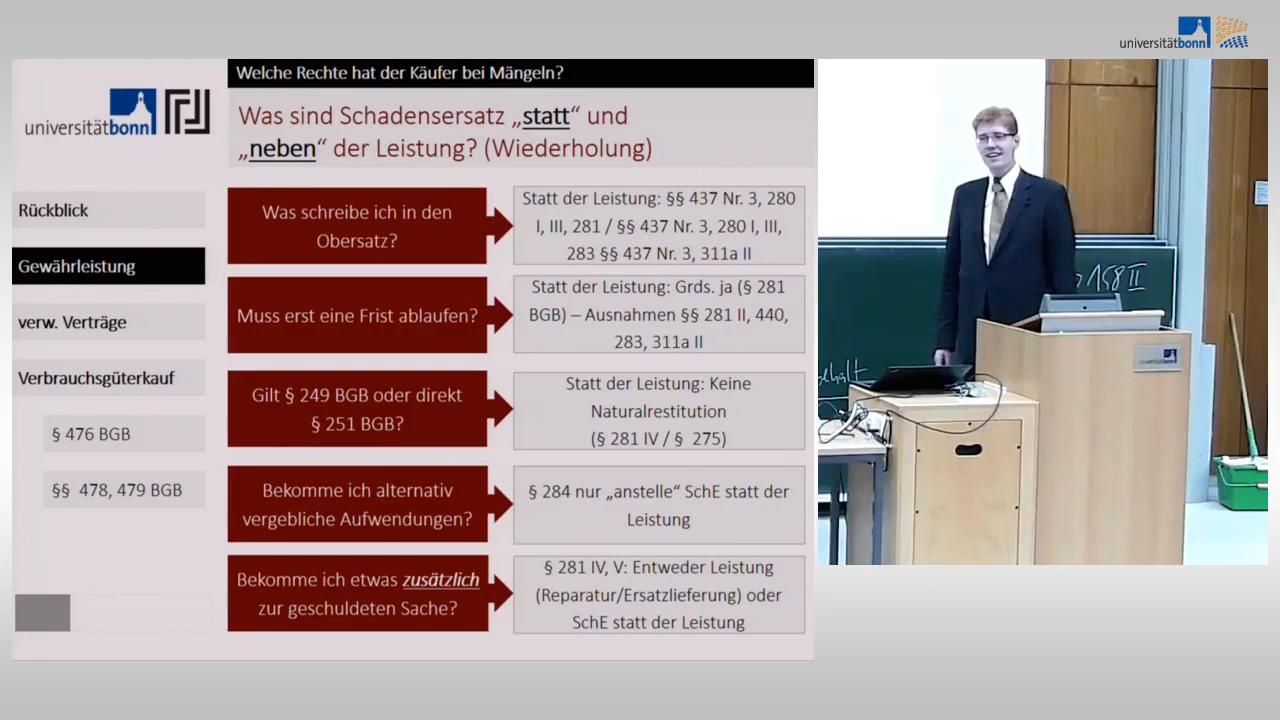 universitätbonn
Welche Rechte hat der Käufer bei Mängeln?
universitätbonn
Was sind Schadensersatz „statt“ und
„neben“ der Leistung? (Wiederholung)
Rückblick
Gewährleistung
verw. Verträge
Verbrauchsgüterkauf
§ 476 BGB
§§ 478, 479 BGB
Was schreibe ich in den
Obersatz?
Statt der Leistung: §§ 437 Nr. 3, 280
I, III, 281 / §§ 437 Nr. 3, 280 I, III,
283 §§ 437 Nr. 3, 311a II
Muss erst eine Frist ablaufen?
Statt der Leistung: Grds. ja (§ 281
BGB) – Ausnahmen §§ 281 II, 440,
283, 311a II
Gilt § 249 BGB oder direkt
§ 251 BGB?
Statt der Leistung: Keine
Naturalrestitution
(§ 281 IV / § 275)
Bekomme ich alternativ
vergebliche Aufwendungen?
§ 284 nur „anstelle“ SchE statt der
Leistung
Bekomme ich etwas zusätzlich
zur geschuldeten Sache?
§ 281 IV, V: Entweder Leistung
(Reparatur/Ersatzlieferung) oder
SchE statt der Leistung
158 II
universitätbonn